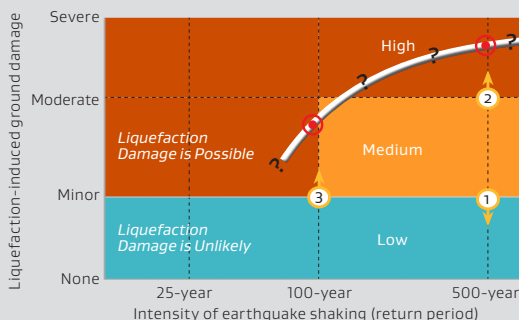 Liquefaction-induced ground damage
Severe
Moderate
Minor
None
High
Medium
Low
Liquefaction
Damage is Possible
Liquefaction
Damage is Unlikely
?
?
?
?
1
2
3
25-year
100-year
500-year
Intensity of earthquake shaking (return period)